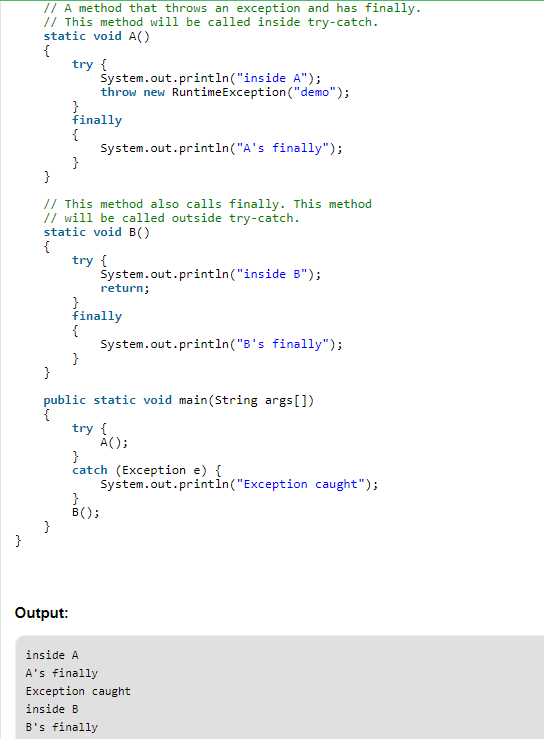 // A method that throws an exception and has finally.
// This method will be called inside try-catch.
static void A()
{
try {
System.out.println("inside A");
throw new RuntimeException("demo");
}
finally
{
System.out.println("A's finally");
}
}
// This method also calls finally. This method
// will be called outside try-catch.
static void B()
{
try {
System.out.println("inside B");
return;
}
finally
{
System.out.println("B's finally");
}
}
public static void main(String args[])
{
try {
A();
}
catch (Exception e) {
System.out.println("Exception caught");
}
B();
}
}
Output:
inside A
A's finally
Exception caught
inside B
B's finally